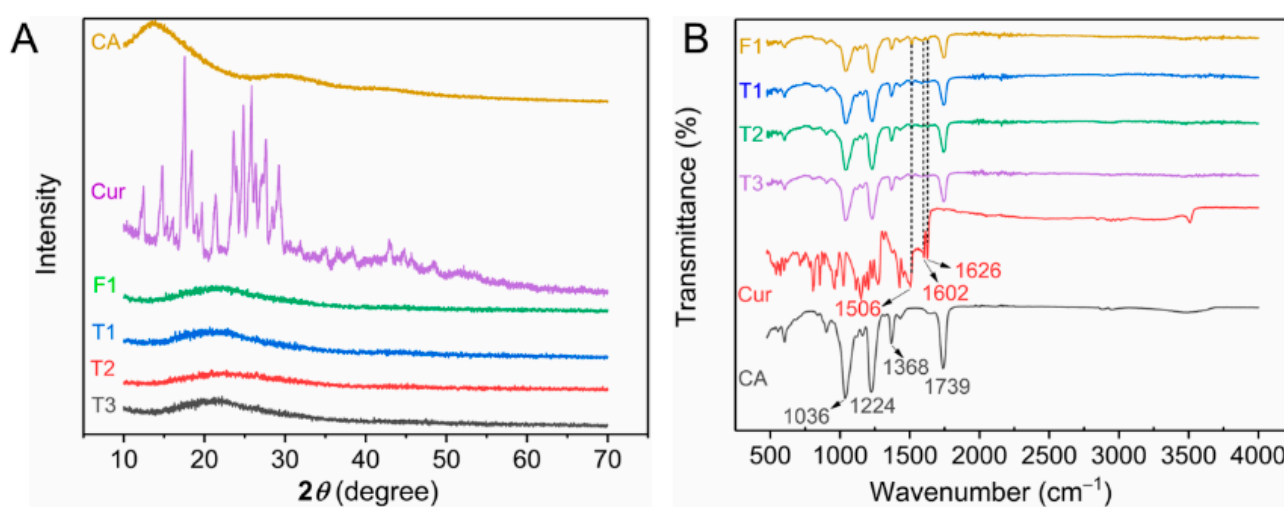 A
CA
Cur
F1
T1
T2
T3
Intensity
10 20 30 40 50 60 70
2θ (degree)
B
F1
T1
T2
T3
Cur
CA
1626
1602
1506
1368
1739
1224
1036
Transmittance (%)
500 1000 1500 2000 2500 3000 3500 4000
Wavenumber (cm⁻¹)